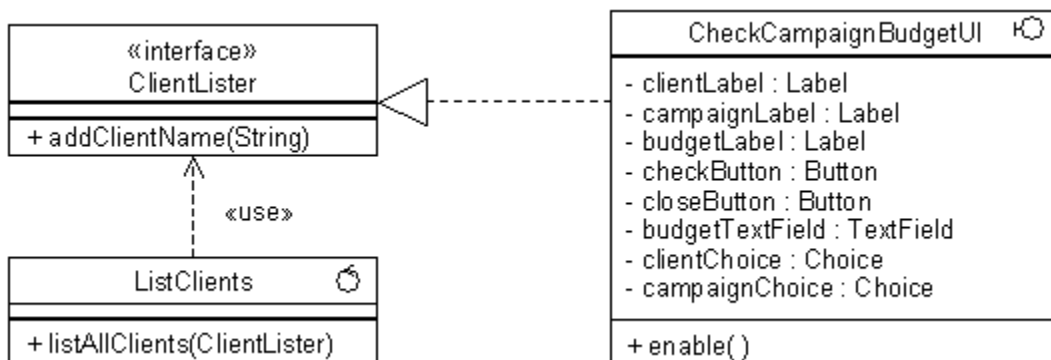 «interface»
ClientLister
+ addClientName(String)
«use»
ListClients
+ listAllClients(ClientLister)
CheckCampaignBudgetUI
- clientLabel : Label
- campaignLabel : Label
- budgetLabel : Label
- checkButton : Button
- closeButton : Button
- budgetTextField : TextField
- clientChoice : Choice
- campaignChoice : Choice
+ enable()